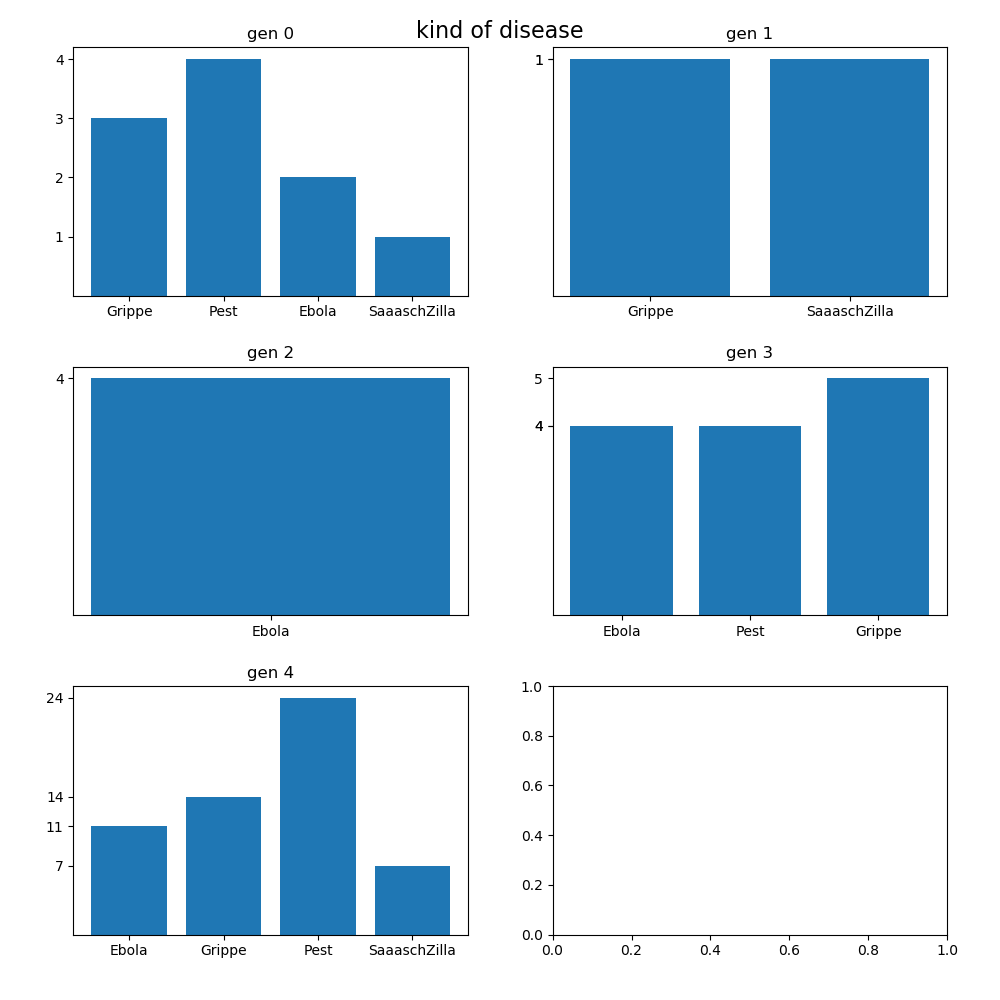 kind of disease
gen 0
4
3
2
1
Grippe Pest Ebola SaaaschZilla
gen 1
1
Grippe SaaaschZilla
gen 2
4
Ebola
gen 3
5
4
Ebola Pest Grippe
gen 4
24
14
11
7
Ebola Grippe Pest SaaaschZilla
1.0
0.8
0.6
0.4
0.2
0.0
0.0 0.2 0.4 0.6 0.8 1.0